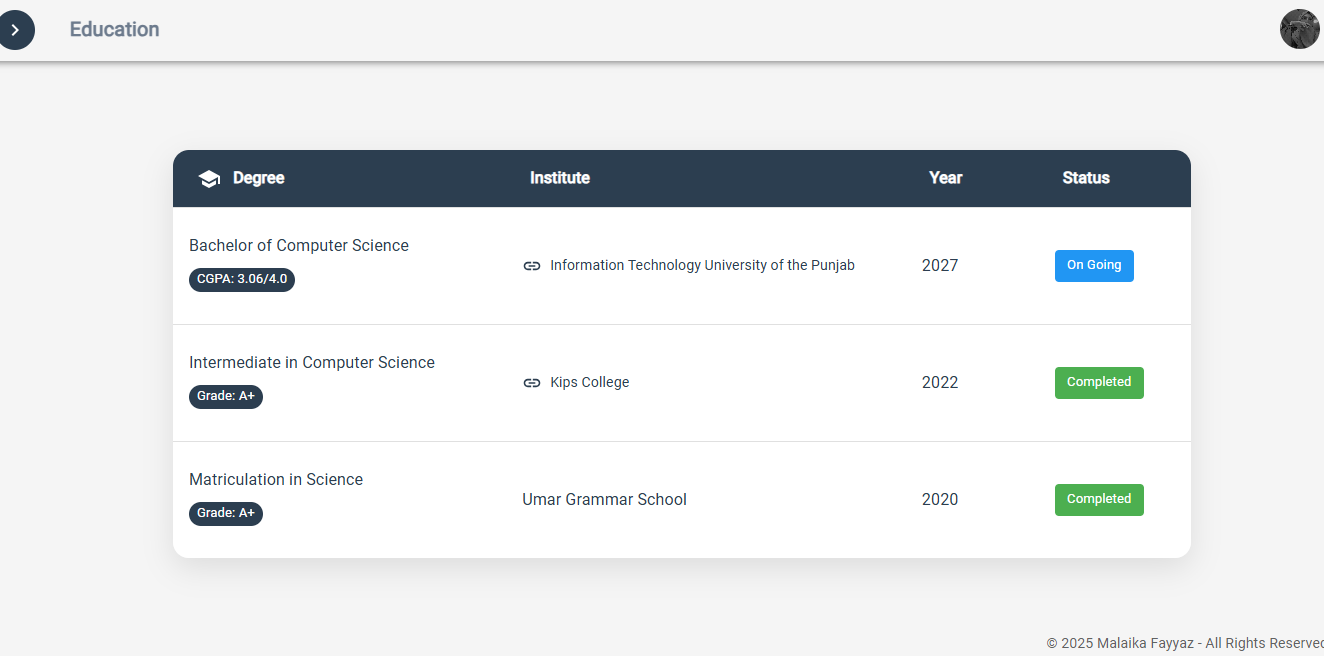 Education
Degree Institute Year Status
Bachelor of Computer Science
CGPA: 3.06/4.0
Information Technology University of the Punjab 2027 On Going
Intermediate in Computer Science
Grade: A+
Kips College 2022 Completed
Matriculation in Science
Grade: A+
Umar Grammar School 2020 Completed
© 2025 Malaika Fayyaz - All Rights Reserved